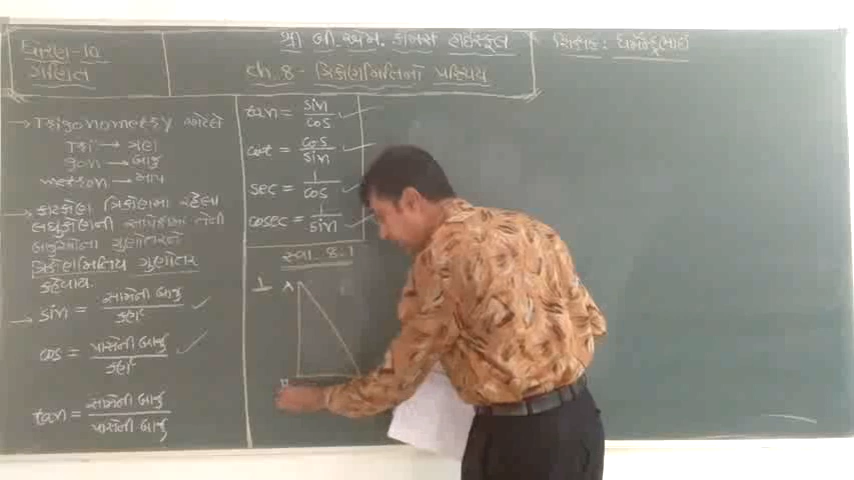 ધોરણ-10
ગણિત
શ્રી બી.એમ. કોમર્સ હાઈસ્કૂલ
ch.8- ત્રિકોણમિતિનો પરિચય
શિક્ષક: ધર્મેન્દ્રભાઈ
→ Trigonometry એટલે
Tri → ત્રણ
gon → બાજુ
metron → માપ
→ કાટકોણ ત્રિકોણમાં રહેલા
લઘુકોણની સાપેક્ષમાં તેની
બાજુઓના ગુણોત્તરને
ત્રિકોણમિતિય ગુણોત્તર
કહેવાય.
→ sin = સામેની બાજુ / કર્ણ ✓
cos = પાસેની બાજુ / કર્ણ ✓
tan = સામેની બાજુ / પાસેની બાજુ
tan = sin / cos ✓
cot = cos / sin ✓
sec = 1 / cos ✓
cosec = 1 / sin ✓
સ્વા. 8.1
1 A
B